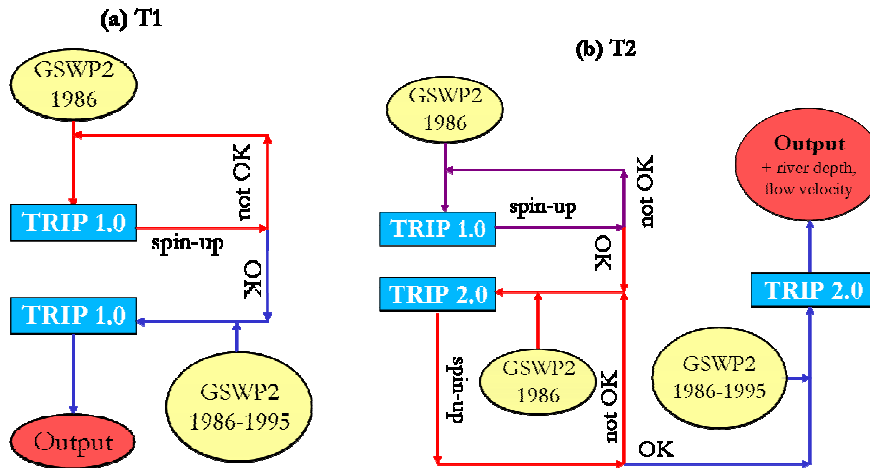 (a) T1
GSWP2
1986
not OK
TRIP 1.0
spin-up
OK
TRIP 1.0
GSWP2
1986-1995
Output
(b) T2
GSWP2
1986
not OK
spin-up
TRIP 1.0
OK
TRIP 2.0
spin-up
GSWP2
1986
not OK
OK
GSWP2
1986-1995
TRIP 2.0
Output
+ river depth,
flow velocity